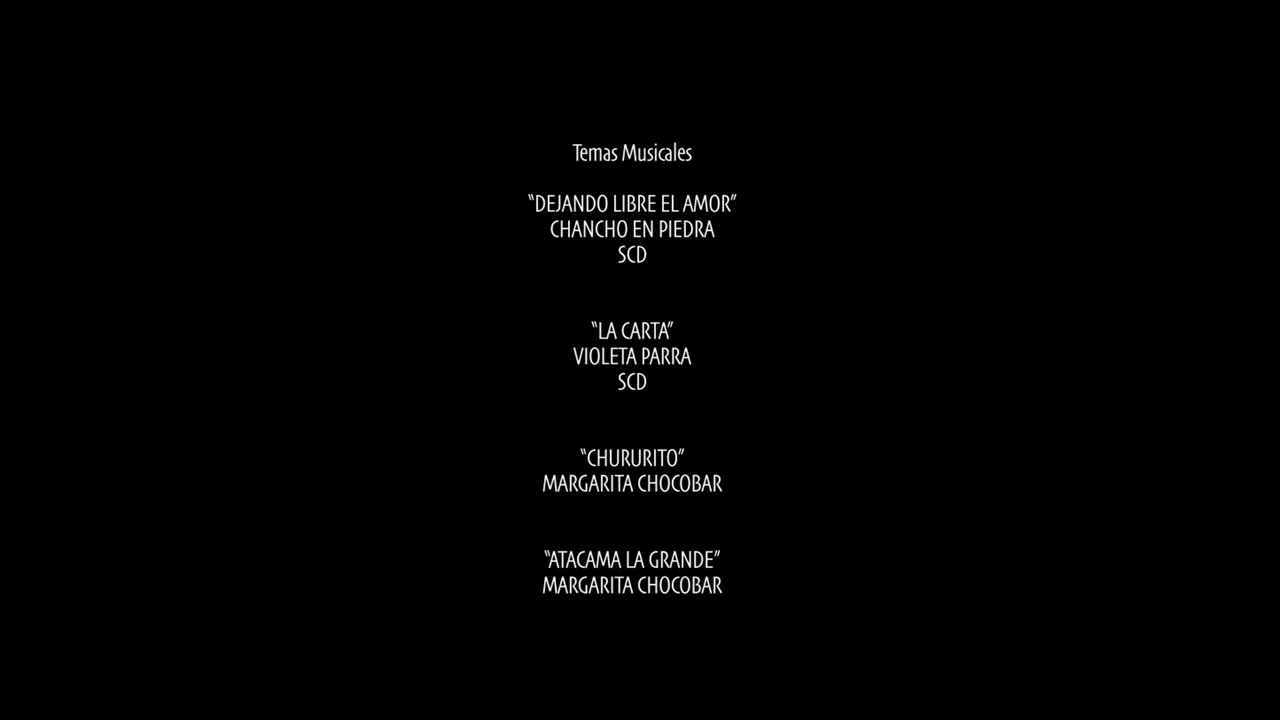 Temas Musicales
“DEJANDO LIBRE EL AMOR”
CHANCHO EN PIEDRA
SCD
“LA CARTA”
VIOLETA PARRA
SCD
“CHURURITO”
MARGARITA CHOCOBAR
“ATACAMA LA GRANDE”
MARGARITA CHOCOBAR